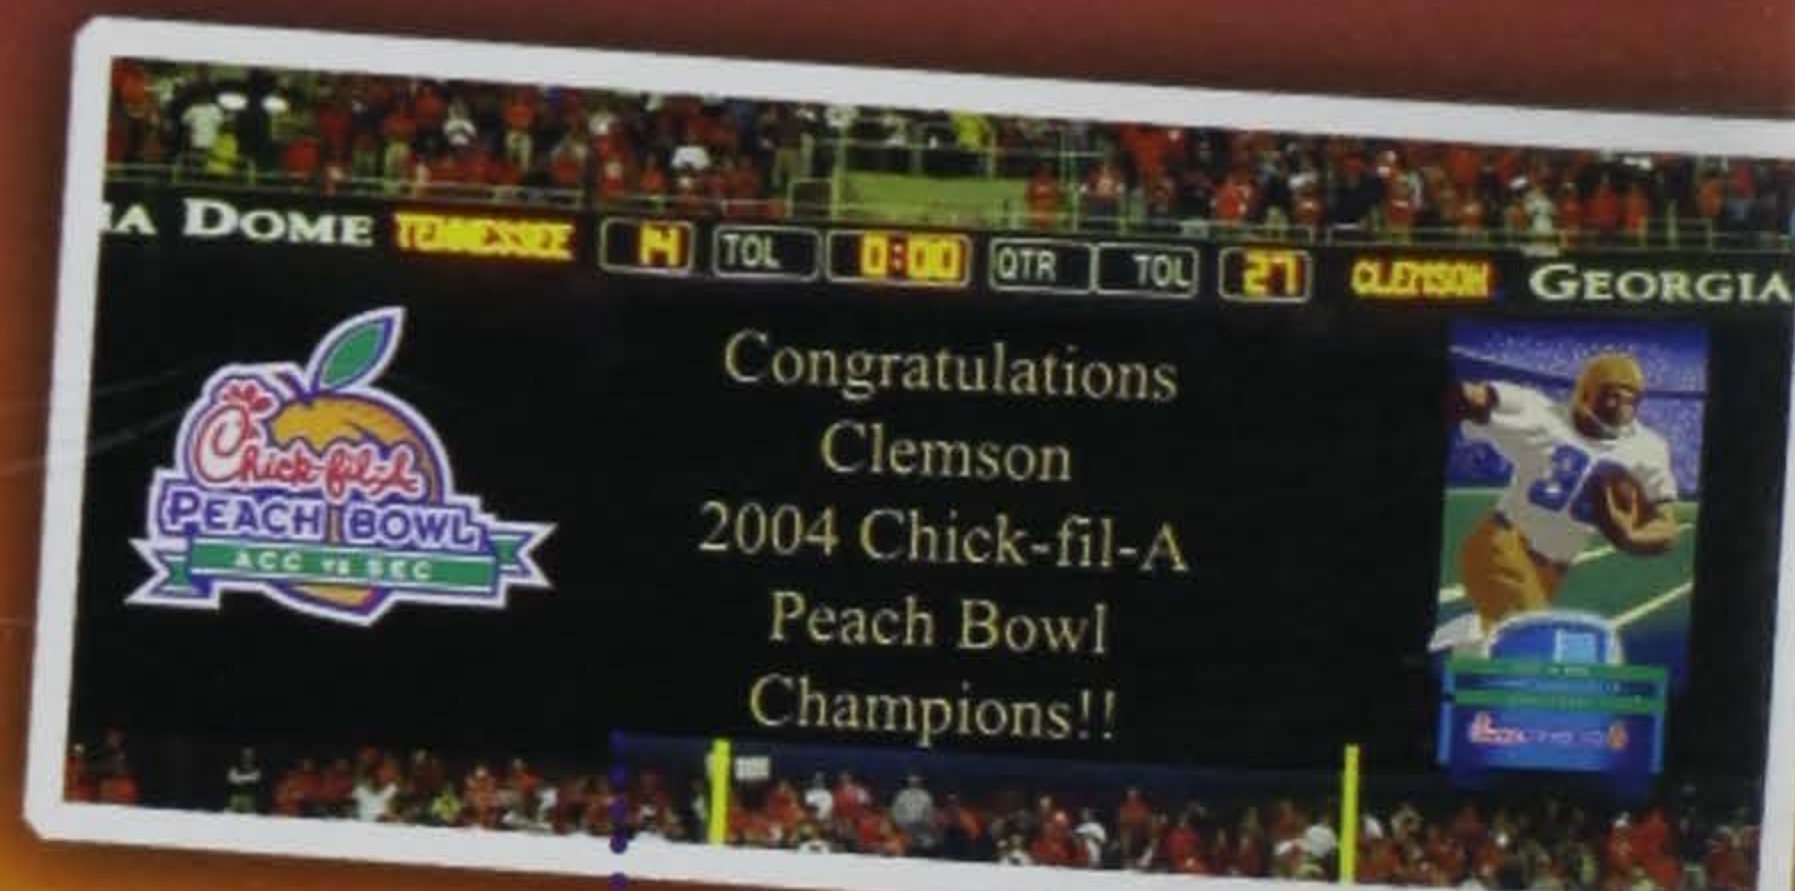 IA DOME TENNESSEE 14 TOL 0:00 QTR TOL 27 CLEMSON GEORGIA
Chick-fil-A
PEACH BOWL
ACC vs SEC
Congratulations
Clemson
2004 Chick-fil-A
Peach Bowl
Champions!!